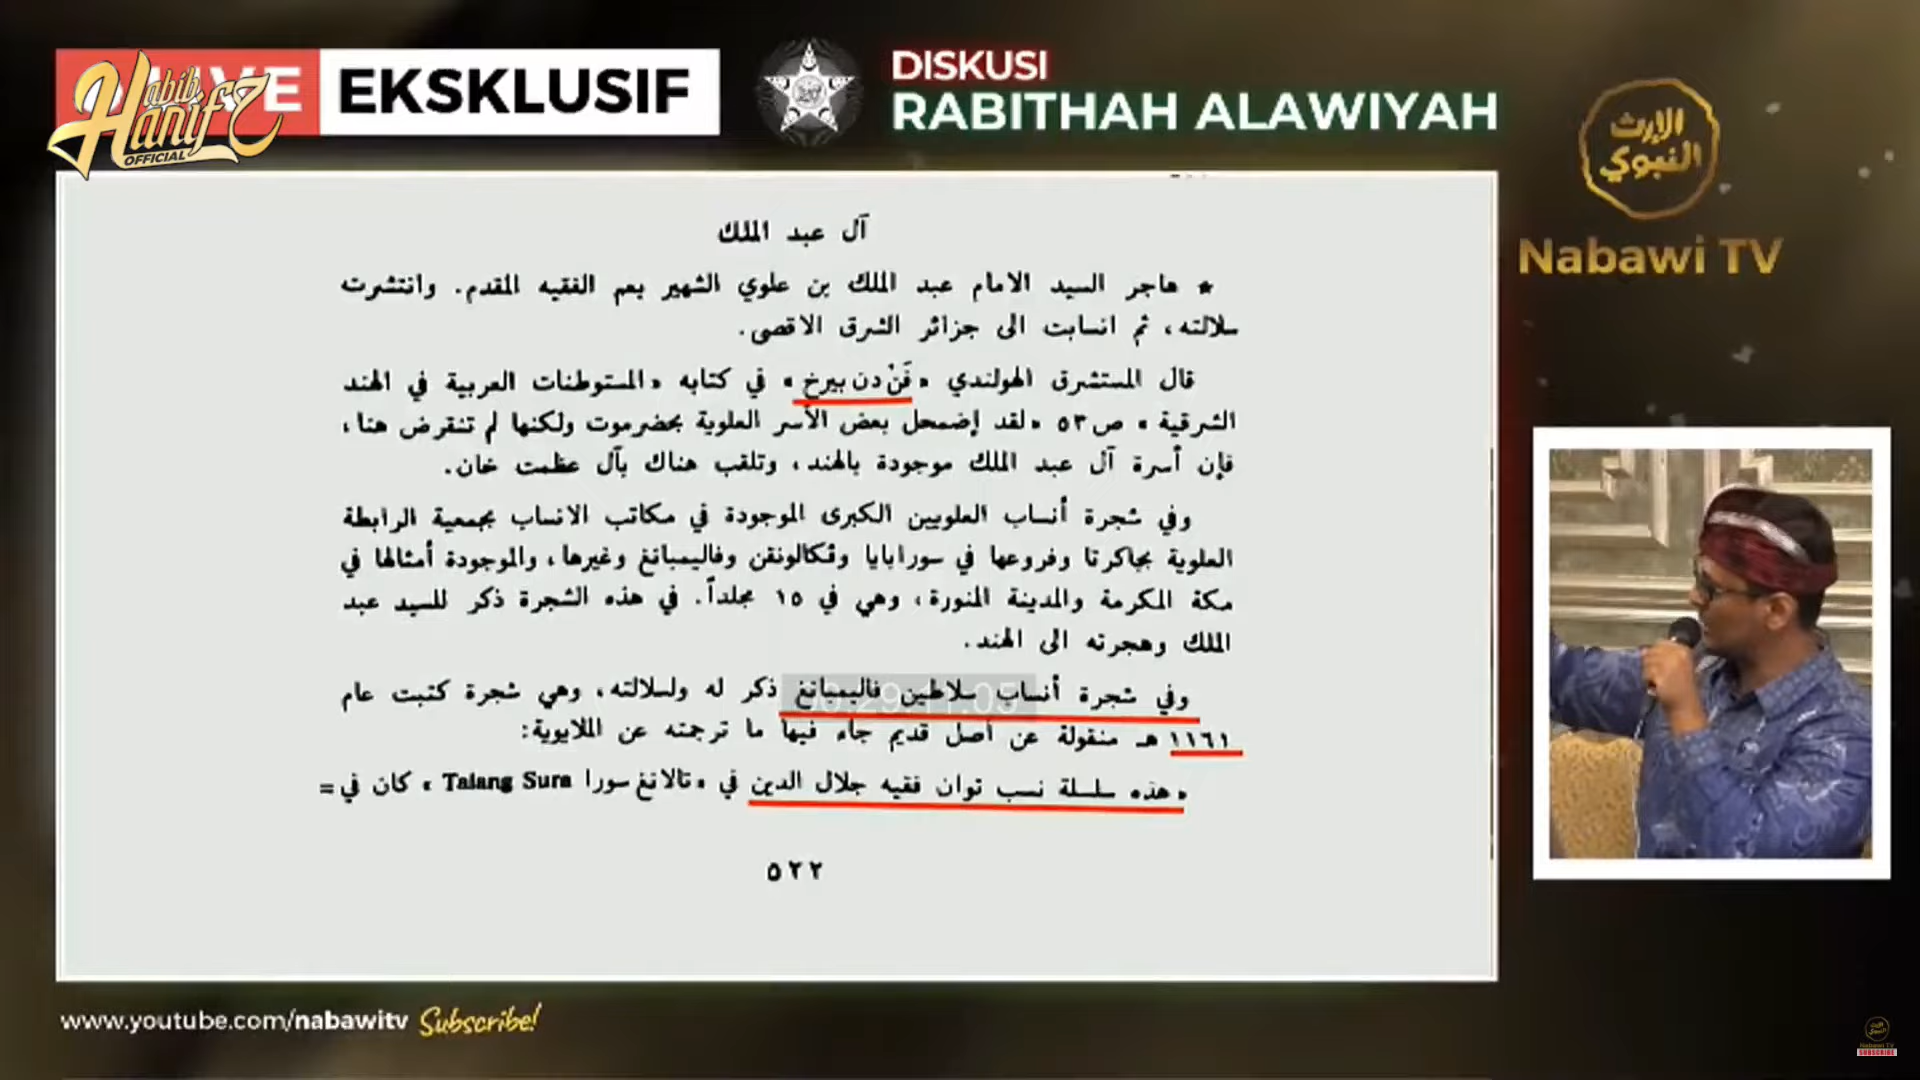 LIVE
EKSKLUSIF
Habib Hanif
OFFICIAL
DISKUSI
RABITHAH ALAWIYAH
الإرث
النبوي
Nabawi TV
آل عبد الملك
★ هاجر السيد الامام عبد الملك بن علوي الشهير بعم الفقيه المقدم. وانتشرت
سلالته، ثم انسابت الى جزائر الشرق الاقصى.
قال المستشرق الهولندي «فَنْ دن بيرخ» في كتابه «المستوطنات العربية في الهند
الشرقية» ص ٥٣ «لقد إضمحل بعض الأسر العلوية بحضرموت ولكنها لم تنقرض هنا،
فإن أسرة آل عبد الملك موجودة بالهند، وتلقب هناك بآل عظمت خان.
وفي شجرة أنساب العلويين الكبرى الموجودة في مكاتب الانساب بجمعية الرابطة
العلوية بجاكرتا وفروعها في سورابايا وڤكالونڤن وفاليمبانغ وغيرها، والموجودة أمثالها في
مكة المكرمة والمدينة المنورة، وهي في ١٥ مجلداً. في هذه الشجرة ذكر للسيد عبد
الملك وهجرته الى الهند.
وفي شجرة أنساب سلاطين فاليمبانغ ذكر له ولسلالته، وهي شجرة كتبت عام
١١٦١ هـ منقولة عن أصل قديم جاء فيها ما ترجمته عن الملايوية:
«هذه سلسلة نسب توان فقيه جلال الدين في «تالانغ سورا Talang Sura» كان في =
٥٢٢
www.youtube.com/nabawitv Subscribe!
Nabawi TV
SUBSCRIBE